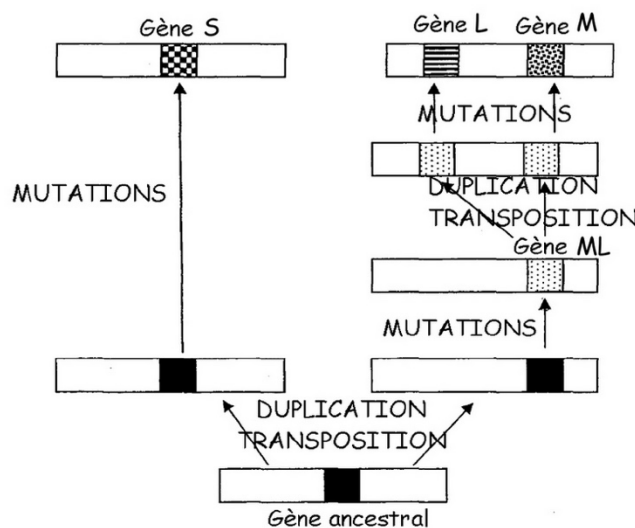 Gène S
Gène L
Gène M
MUTATIONS
MUTATIONS
DUPLICATION
TRANSPOSITION
Gène ML
MUTATIONS
DUPLICATION
TRANSPOSITION
Gène ancestral